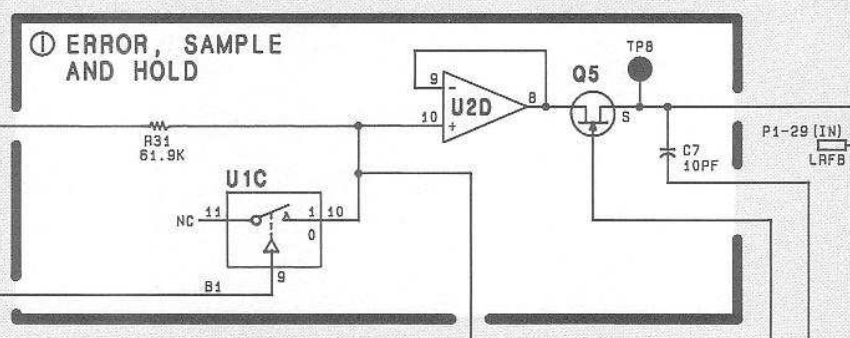 ① ERROR, SAMPLE
AND HOLD
TP8
Q5
9
-
U2D
8
10
+
S
R31
61.9K
P1-29 (IN)
LRFB
C7
10PF
U1C
NC
11
1
10
0
9
B1